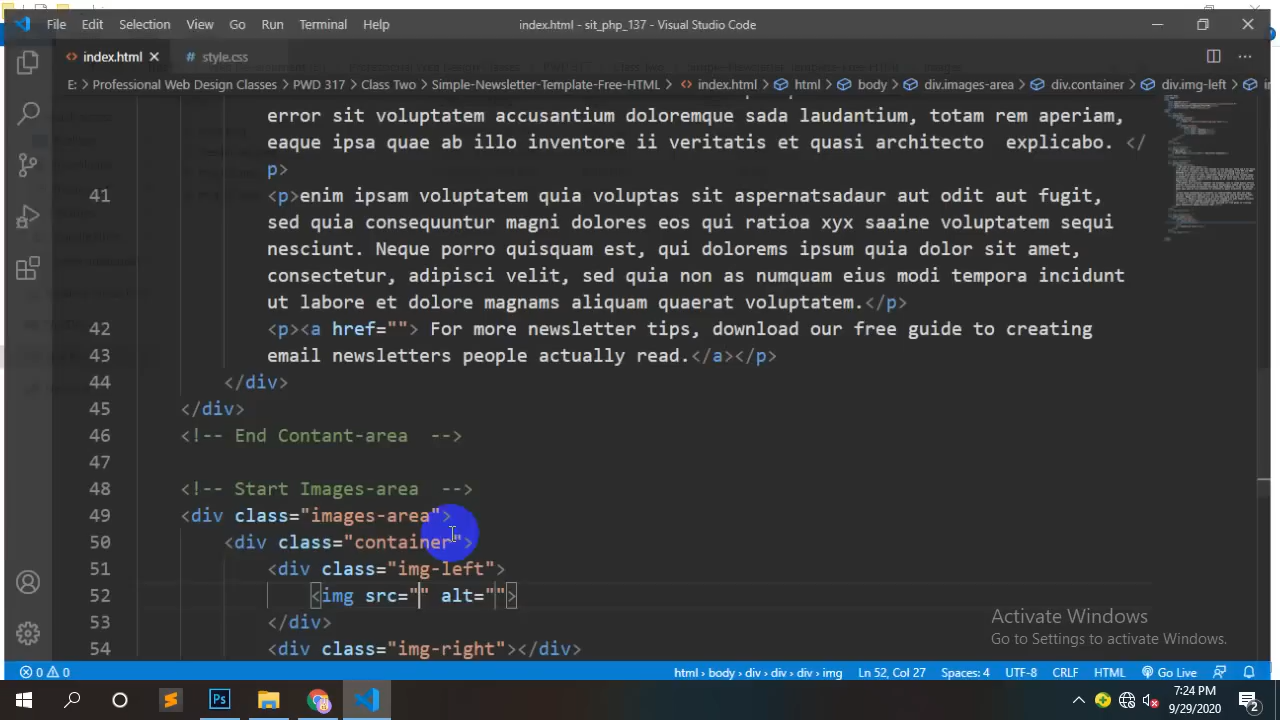 File Edit Selection View Go Run Terminal Help index.html - sit_php_137 - Visual Studio Code
index.html style.css
E: > Professional Web Design Classes > PWD 317 > Class Two > Simple-Newsletter-Template-Free-HTML > index.html > html > body > div.images-area > div.container > div.img-left >
error sit voluptatem accusantium doloremque sada laudantium, totam rem aperiam,
eaque ipsa quae ab illo inventore ii veritatis et quasi architecto  explicabo. </
p>
41 <p>enim ipsam voluptatem quia voluptas sit aspernatsadaur aut odit aut fugit,
sed quia consequuntur magni dolores eos qui ratioa xyx saaine voluptatem sequi
nesciunt. Neque porro quisquam est, qui dolorems ipsum quia dolor sit amet,
consectetur, adipisci velit, sed quia non as numquam eius modi tempora incidunt
ut labore et dolore magnams aliquam quaerat voluptatem.</p>
42 <p><a href=""> For more newsletter tips, download our free guide to creating
43 email newsletters people actually read.</a></p>
44 </div>
45 </div>
46 <!-- End Contant-area  -->
47
48 <!-- Start Images-area  -->
49 <div class="images-area">
50 <div class="container">
51 <div class="img-left">
52 <img src="" alt="">
53 </div>
54 <div class="img-right"></div>
Activate Windows
Go to Settings to activate Windows.
0 0 html > body > div > div > div > img Ln 52, Col 27 Spaces: 4 UTF-8 CRLF HTML Go Live
7:24 PM
9/29/2020
2